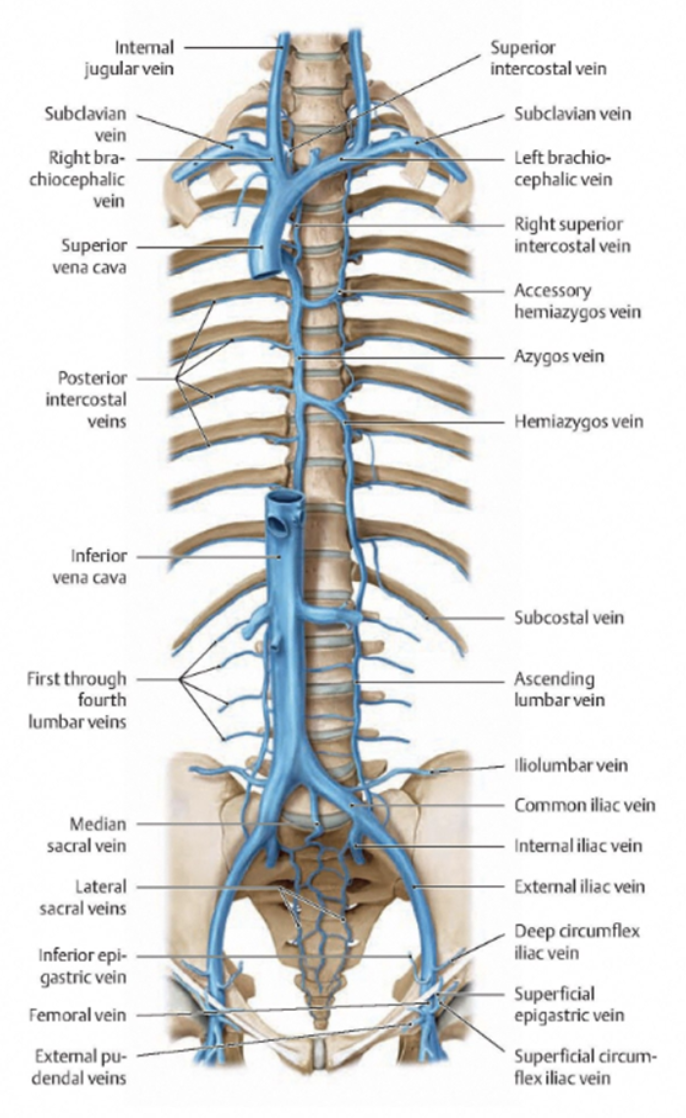 Internal
jugular vein
Subclavian
vein
Right bra-
chiocephalic
vein
Superior
vena cava
Posterior
intercostal
veins
Inferior
vena cava
First through
fourth
lumbar veins
Median
sacral vein
Lateral
sacral veins
Inferior epi-
gastric vein
Femoral vein
External pu-
dendal veins
Superior
intercostal vein
Subclavian vein
Left brachio-
cephalic vein
Right superior
intercostal vein
Accessory
hemiazygos vein
Azygos vein
Hemiazygos vein
Subcostal vein
Ascending
lumbar vein
Iliolumbar vein
Common iliac vein
Internal iliac vein
External iliac vein
Deep circumflex
iliac vein
Superficial
epigastric vein
Superficial circum-
flex iliac vein